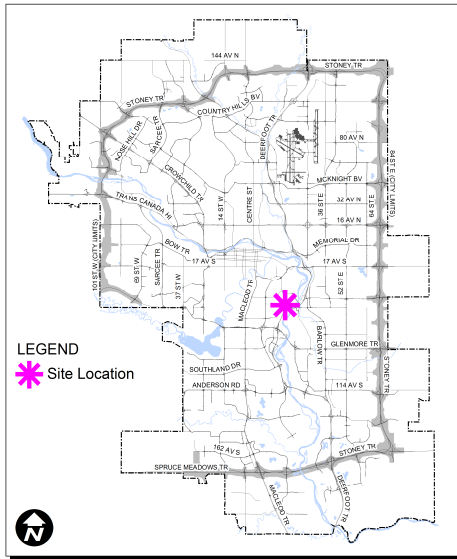 144 AV N
STONEY TR
STONEY TR
COUNTRY HILLS BV
NOSE HILL DR
SARCEE TR
DEERFOOT TR
80 AV N
84 ST E (CITY LIMITS)
CROWCHILD TR
MCKNIGHT BV
14 ST W
CENTRE ST
36 ST E
32 AV N
64 ST E
TRANS CANADA HI
16 AV N
101 ST W (CITY LIMITS)
BOW TR
MEMORIAL DR
17 AV S
17 AV S
69 ST W
SARCEE TR
37 ST W
MACLEOD TR
52 ST E
BARLOW TR
GLENMORE TR
STONEY TR
LEGEND
Site Location
SOUTHLAND DR
ANDERSON RD
114 AV S
162 AV S
STONEY TR
SPRUCE MEADOWS TR
MACLEOD TR
DEERFOOT TR
N